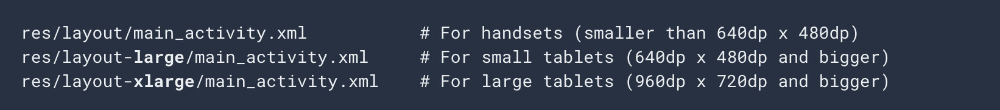 res/layout/main_activity.xml           # For handsets (smaller than 640dp x 480dp)
res/layout-large/main_activity.xml     # For small tablets (640dp x 480dp and bigger)
res/layout-xlarge/main_activity.xml    # For large tablets (960dp x 720dp and bigger)